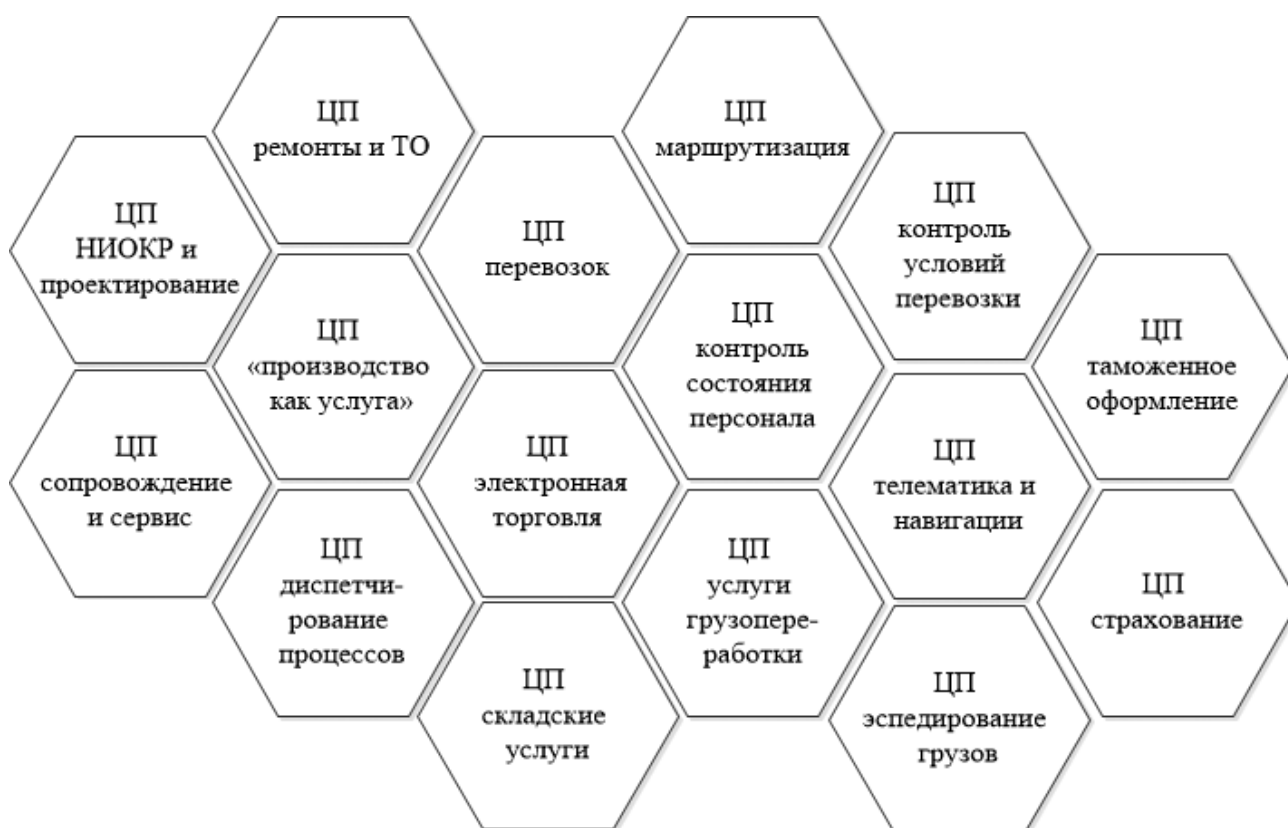 ЦП
ремонты и ТО
ЦП
маршрутизация
ЦП
НИОКР и
проектирование
ЦП
перевозок
ЦП
контроль
условий
перевозки
ЦП
«производство
как услуга»
ЦП
контроль
состояния
персонала
ЦП
таможенное
оформление
ЦП
сопровождение
и сервис
ЦП
электронная
торговля
ЦП
телематика и
навигации
ЦП
диспетчи-
рование
процессов
ЦП
услуги
грузопере-
работки
ЦП
страхование
ЦП
складские
услуги
ЦП
эспедирование
грузов